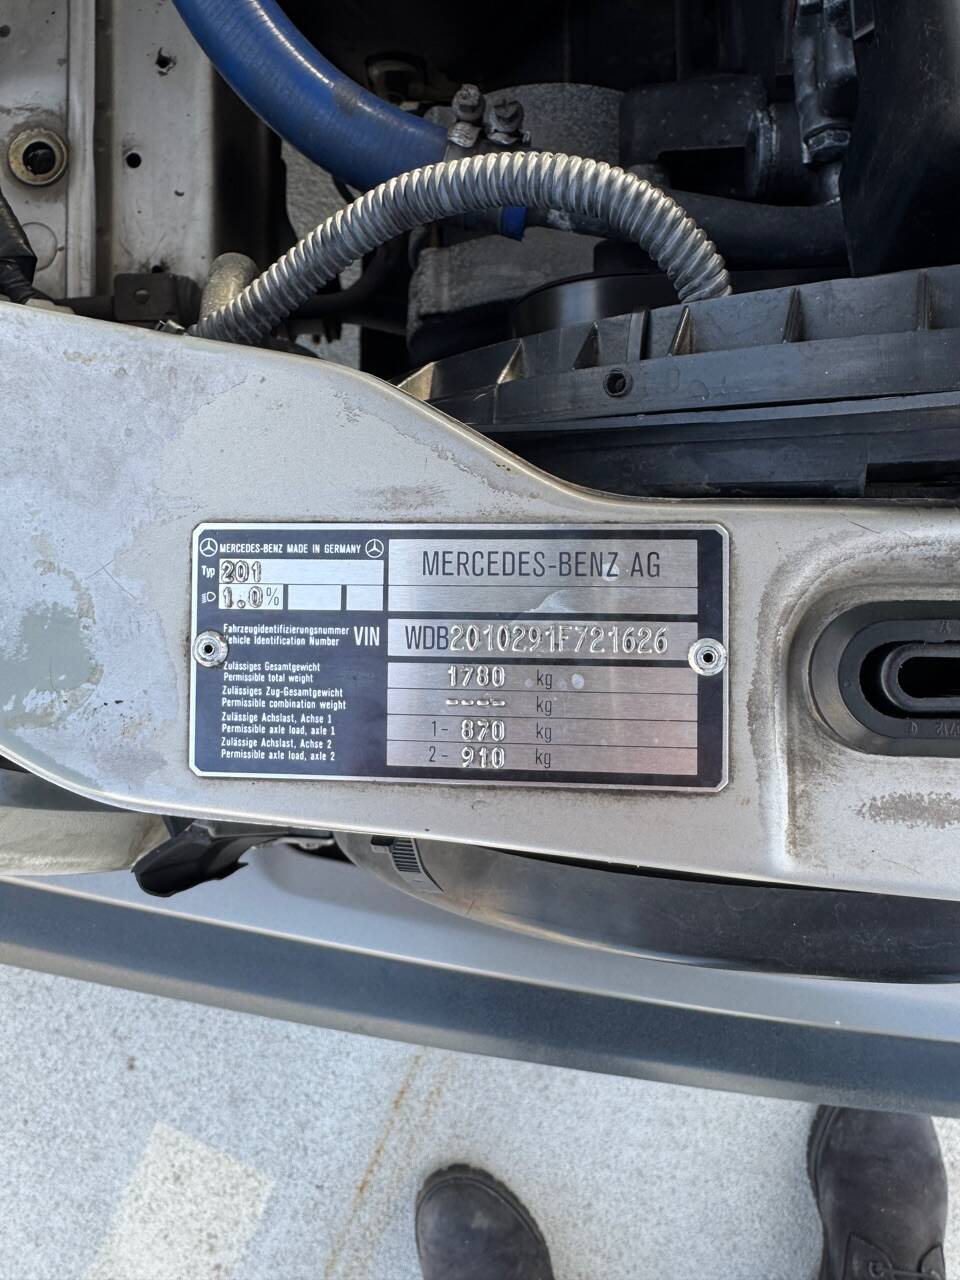 MERCEDES-BENZ MADE IN GERMANY
MERCEDES-BENZ AG
Typ 201
1.0%
Fahrzeugidentifizierungsnummer
Vehicle Identification Number
VIN WDB2010291F721626
Zulässiges Gesamtgewicht
Permissible total weight
1780 kg
Zulässiges Zug-Gesamtgewicht
Permissible combination weight
---- kg
Zulässige Achslast, Achse 1
Permissible axle load, axle 1
1- 870 kg
Zulässige Achslast, Achse 2
Permissible axle load, axle 2
2- 910 kg